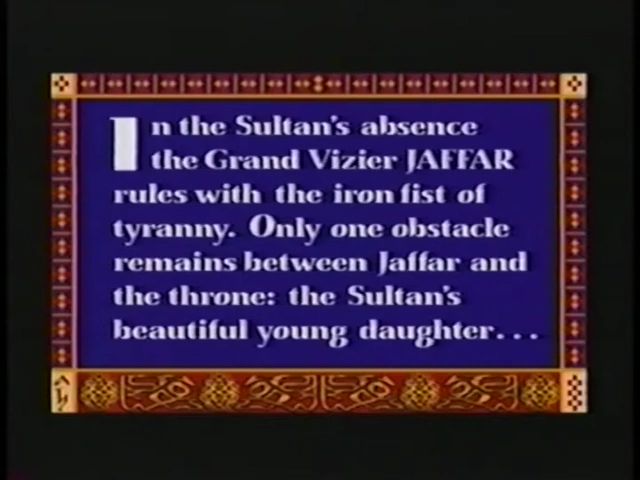 In the Sultan's absence
the Grand Vizier JAFFAR
rules with the iron fist of
tyranny. Only one obstacle
remains between Jaffar and
the throne: the Sultan's
beautiful young daughter...